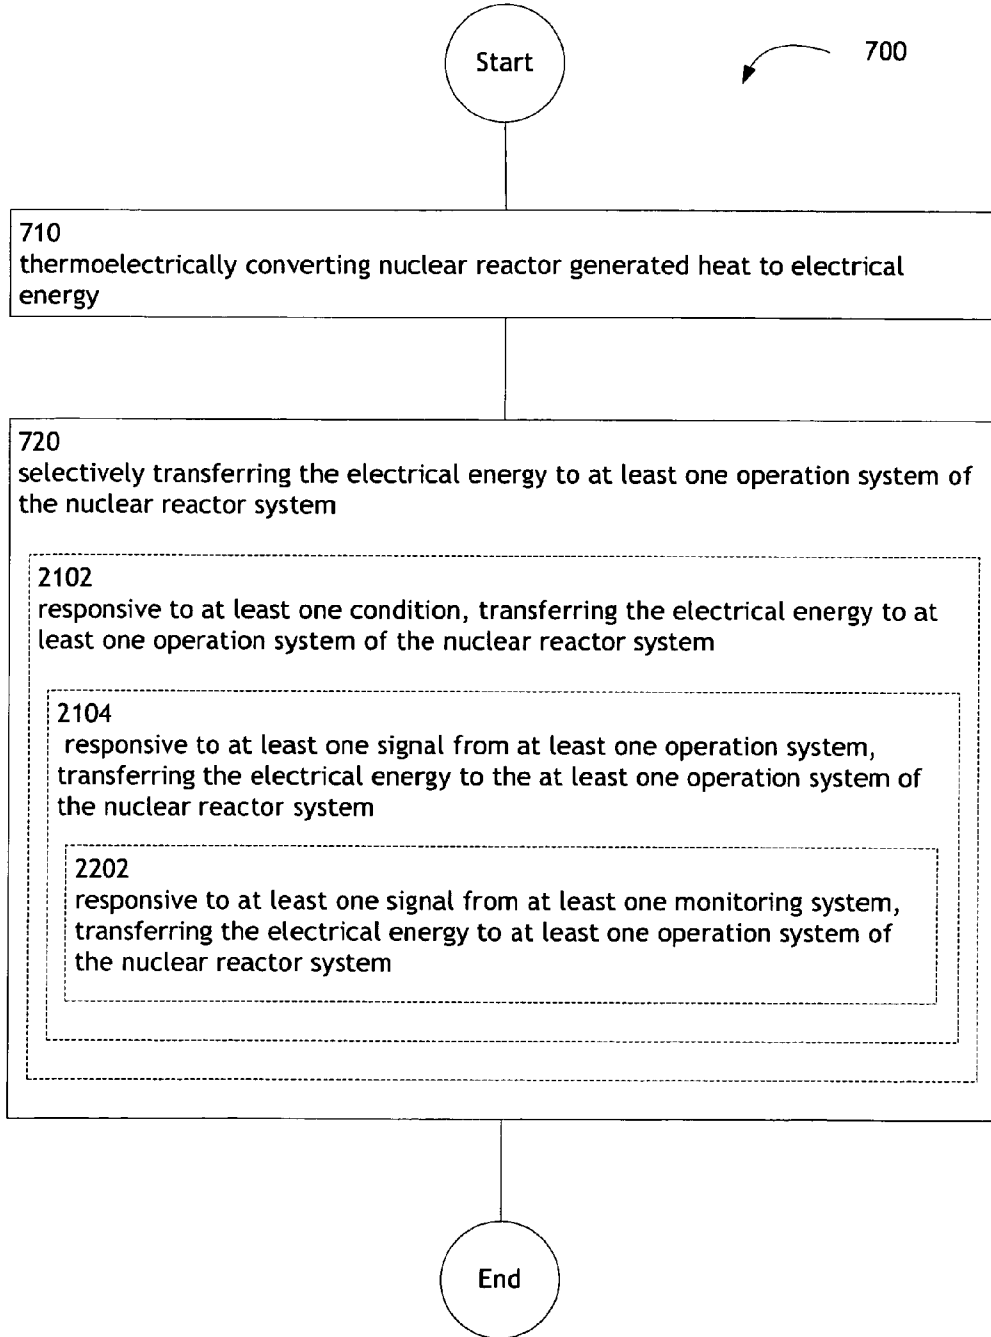 Start
700
710
thermoelectrically converting nuclear reactor generated heat to electrical
energy
720
selectively transferring the electrical energy to at least one operation system of
the nuclear reactor system
2102
responsive to at least one condition, transferring the electrical energy to at
least one operation system of the nuclear reactor system
2104
responsive to at least one signal from at least one operation system,
transferring the electrical energy to the at least one operation system of
the nuclear reactor system
2202
responsive to at least one signal from at least one monitoring system,
transferring the electrical energy to at least one operation system of
the nuclear reactor system
End